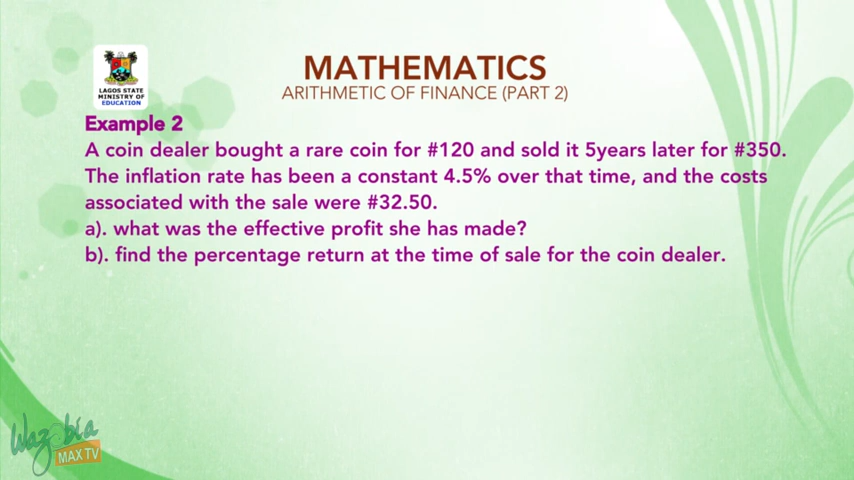 LAGOS STATE
MINISTRY OF
EDUCATION
MATHEMATICS
ARITHMETIC OF FINANCE (PART 2)
Example 2
A coin dealer bought a rare coin for #120 and sold it 5years later for #350.
The inflation rate has been a constant 4.5% over that time, and the costs
associated with the sale were #32.50.
a). what was the effective profit she has made?
b). find the percentage return at the time of sale for the coin dealer.
Wazobia
MAX TV